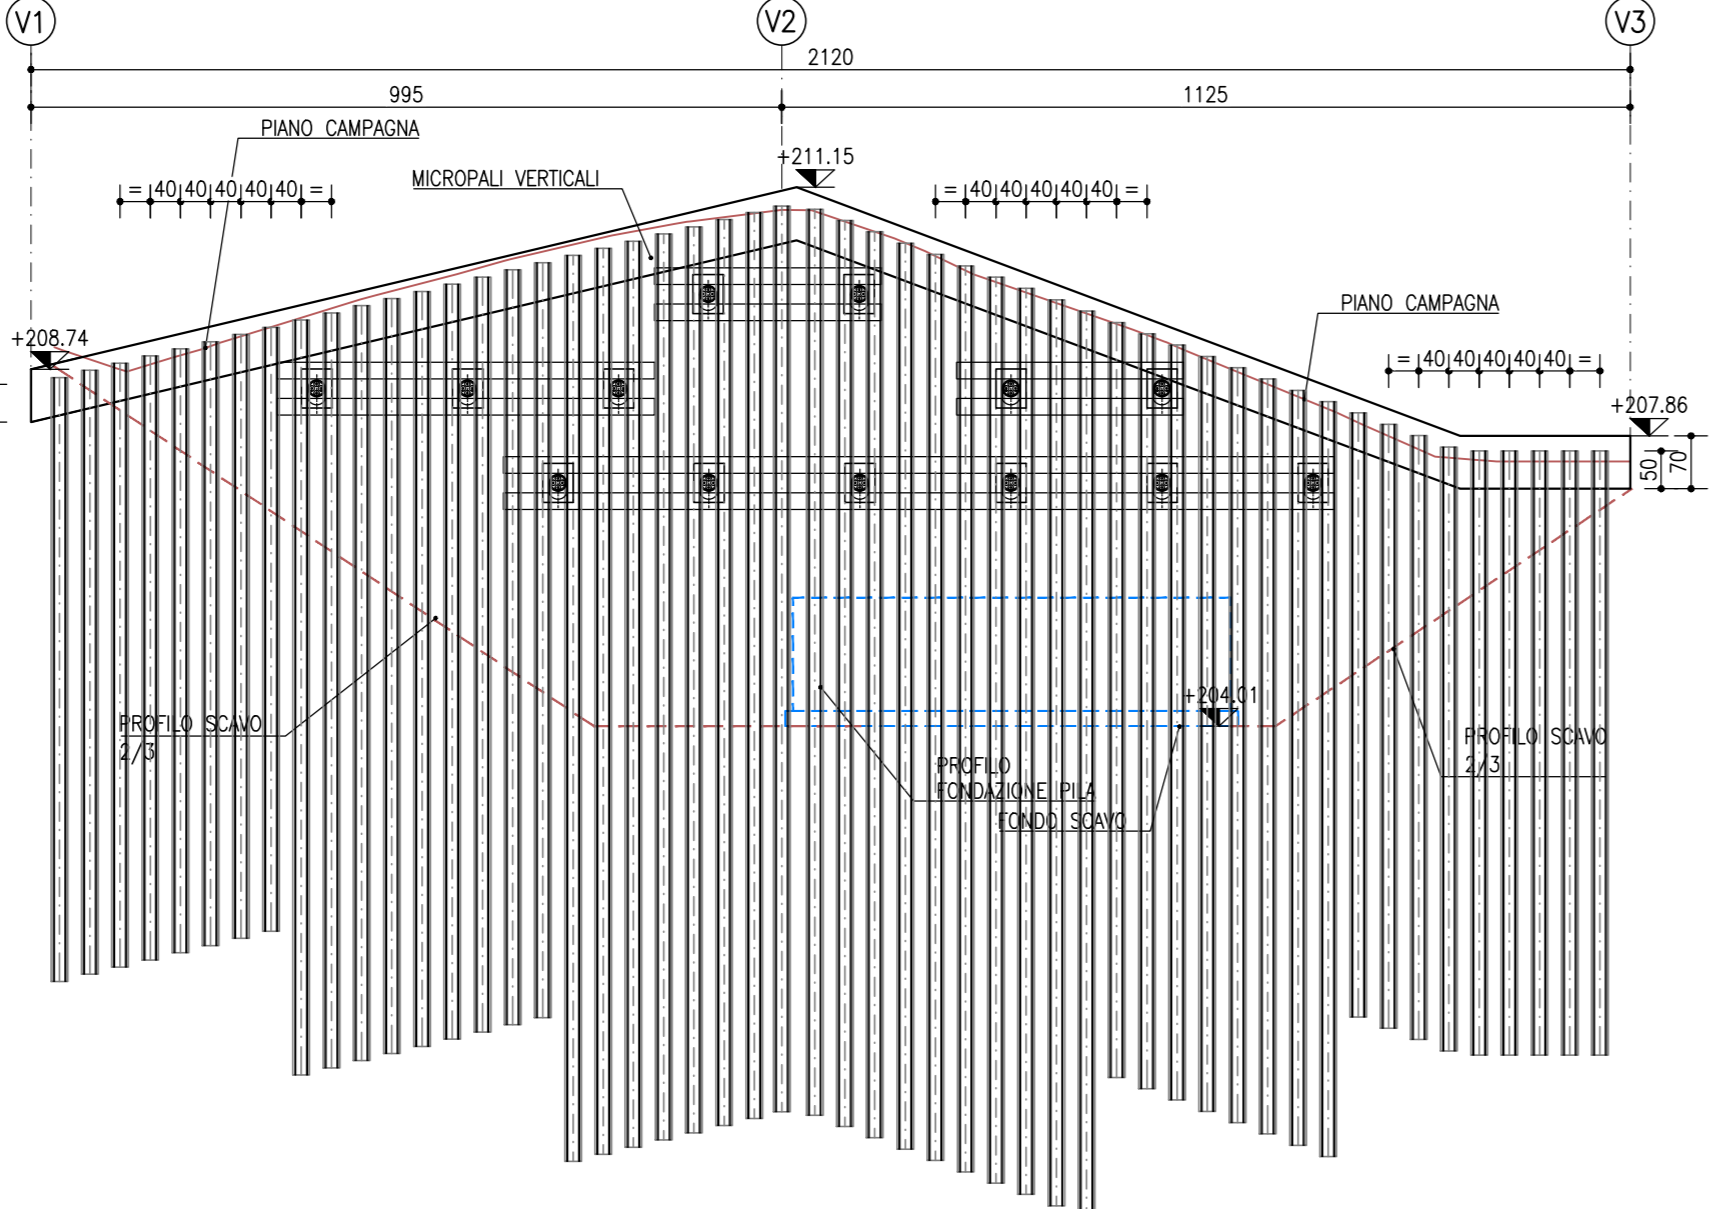 V1
V2
V3
2120
995
1125
PIANO CAMPAGNA
+211.15
MICROPALI VERTICALI
= 40 40 40 40 40 =
= 40 40 40 40 40 =
PIANO CAMPAGNA
+208.74
= 40 40 40 40 40 =
+207.86
50
70
+204.01
PROFILO SCAVO
2/3
PROFILO SCAVO
2/3
PROFILO
FONDAZIONE PILA
FONDO SCAVO